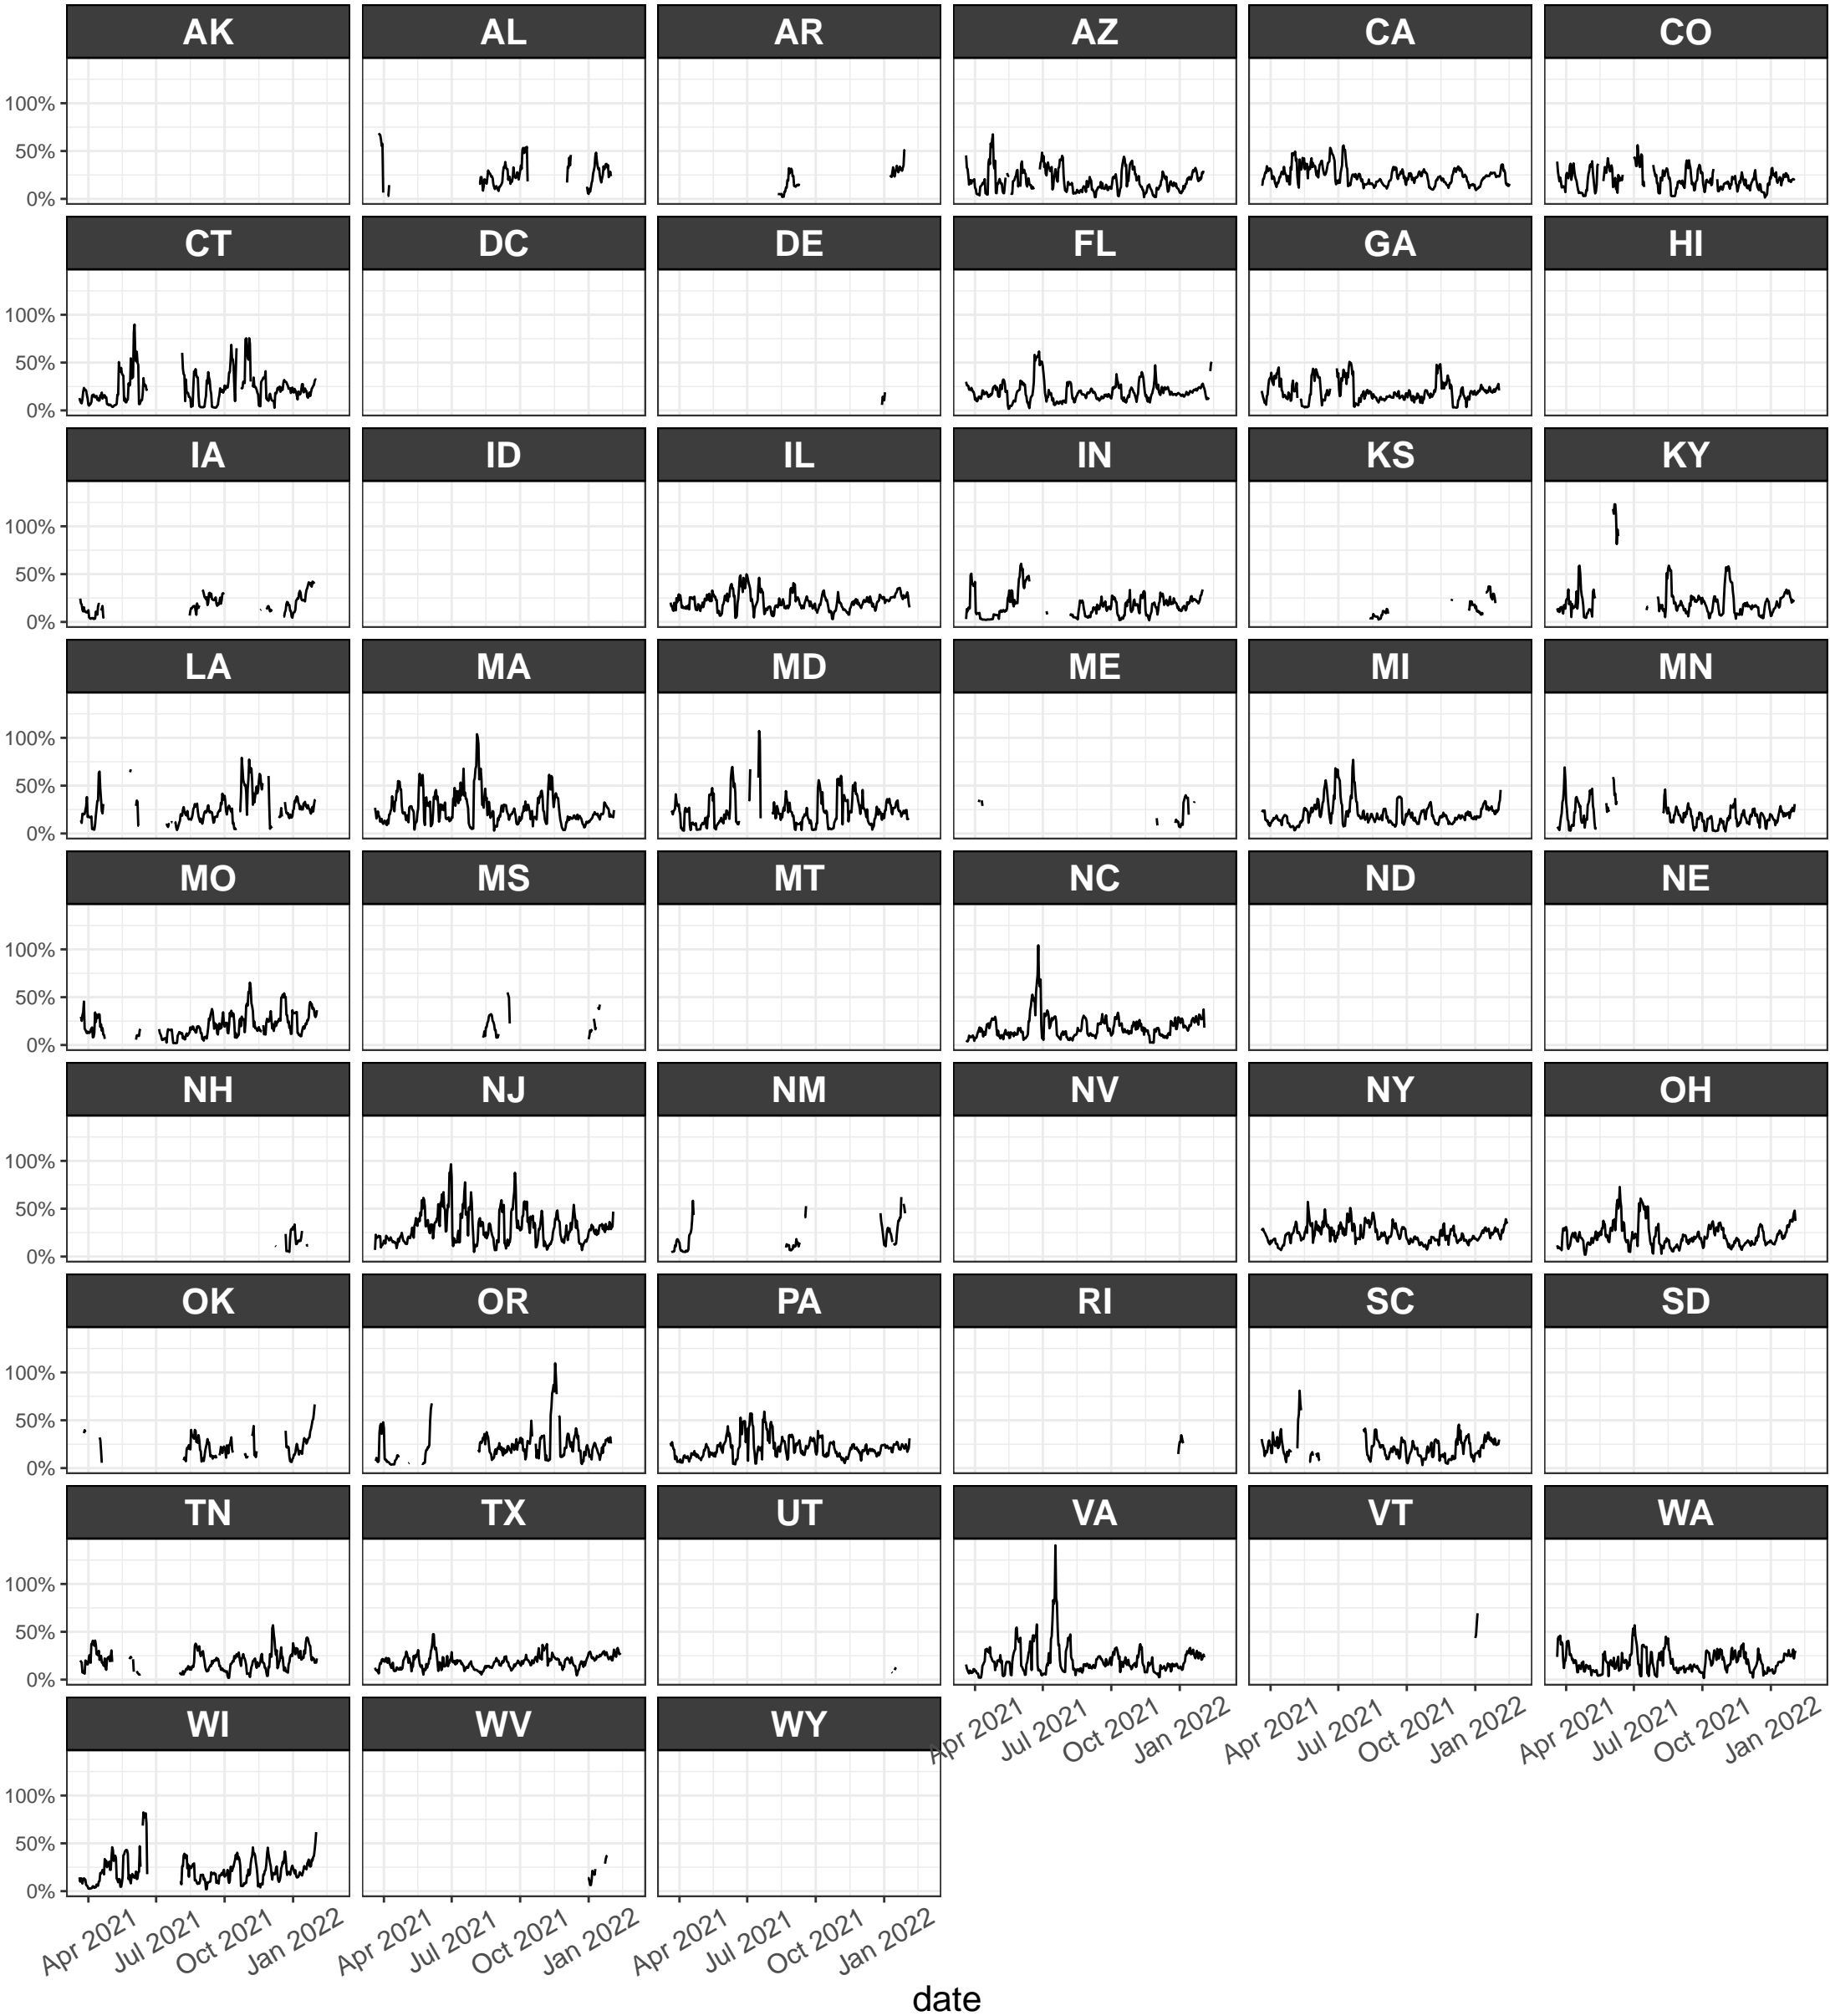 AK AL AR AZ CA CO
100%
50%
0%
CT DC DE FL GA HI
100%
50%
0%
IA ID IL IN KS KY
100%
50%
0%
LA MA MD ME MI MN
100%
50%
0%
MO MS MT NC ND NE
100%
50%
0%
NH NJ NM NV NY OH
100%
50%
0%
OK OR PA RI SC SD
100%
50%
0%
TN TX UT VA VT WA
100%
50%
0%
Apr 2021 Jul 2021 Oct 2021 Jan 2022 Apr 2021 Jul 2021 Oct 2021 Jan 2022 Apr 2021 Jul 2021 Oct 2021 Jan 2022
WI WV WY
100%
50%
0%
Apr 2021 Jul 2021 Oct 2021 Jan 2022 Apr 2021 Jul 2021 Oct 2021 Jan 2022 Apr 2021 Jul 2021 Oct 2021 Jan 2022
date